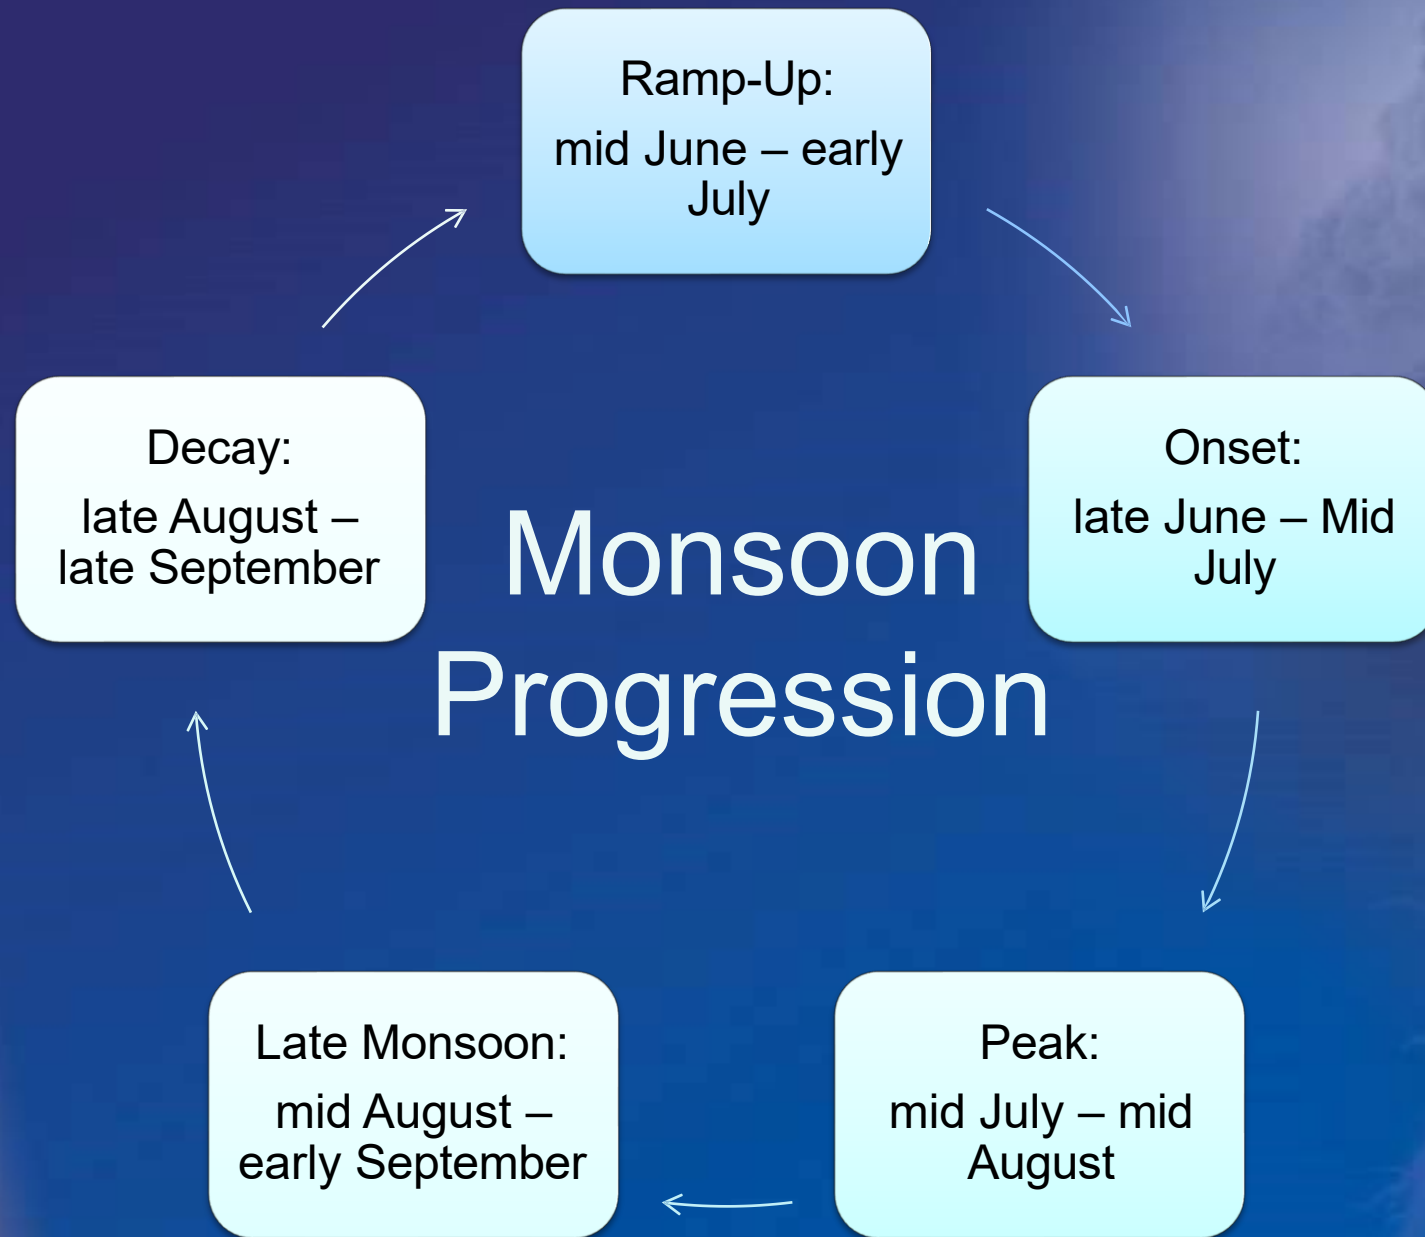 Ramp-Up:
mid June – early
July
Onset:
late June – Mid
July
Peak:
mid July – mid
August
Late Monsoon:
mid August –
early September
Decay:
late August –
late September
Monsoon
Progression